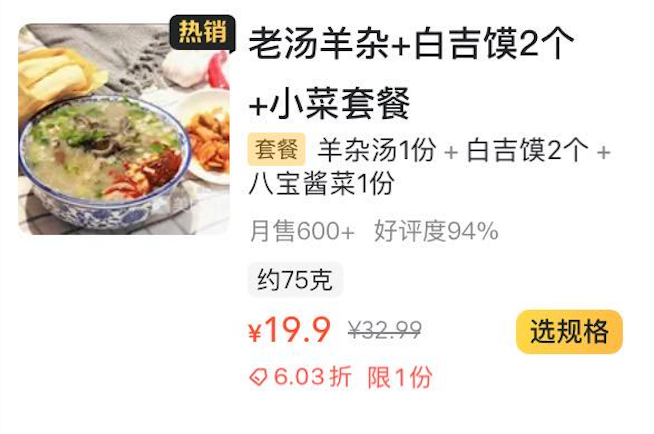 热销
老汤羊杂+白吉馍2个
+小菜套餐
套餐 羊杂汤1份 + 白吉馍2个 +
八宝酱菜1份
月售600+ 好评度94%
约75克
¥19.9 ¥32.99 选规格
6.03折 限1份